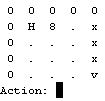 0 0 0 0 0
0 H 8 . x
0 . . . x
0 . . . x
0 . . . v
Action: